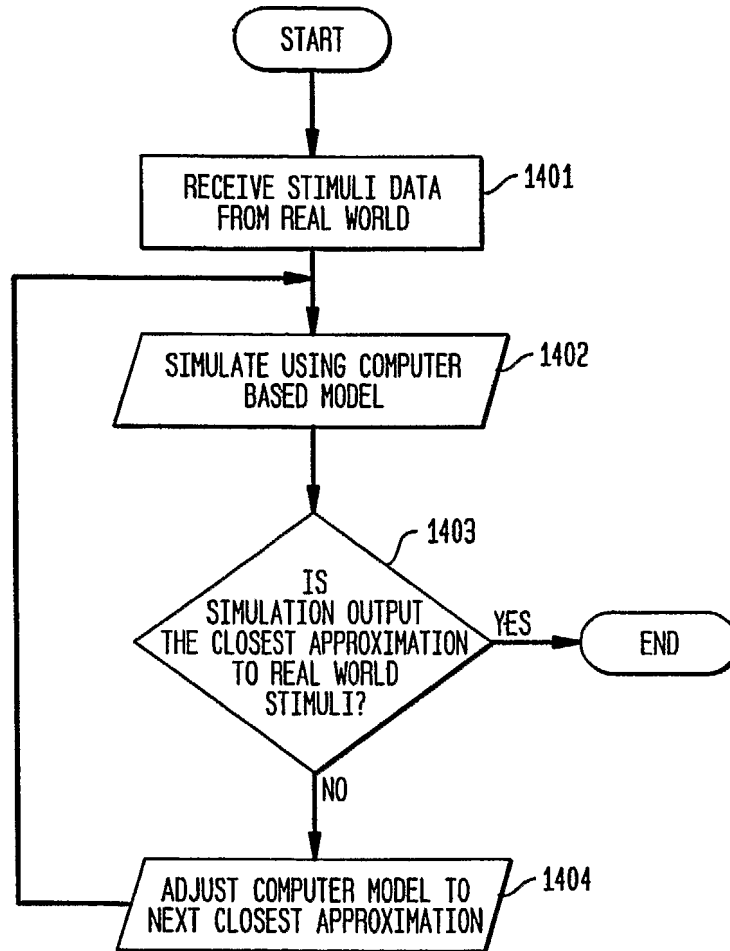 START
RECEIVE STIMULI DATA
FROM REAL WORLD
1401
SIMULATE USING COMPUTER
BASED MODEL
1402
IS
SIMULATION OUTPUT
THE CLOSEST APPROXIMATION
TO REAL WORLD
STIMULI?
1403
YES
END
NO
ADJUST COMPUTER MODEL TO
NEXT CLOSEST APPROXIMATION
1404